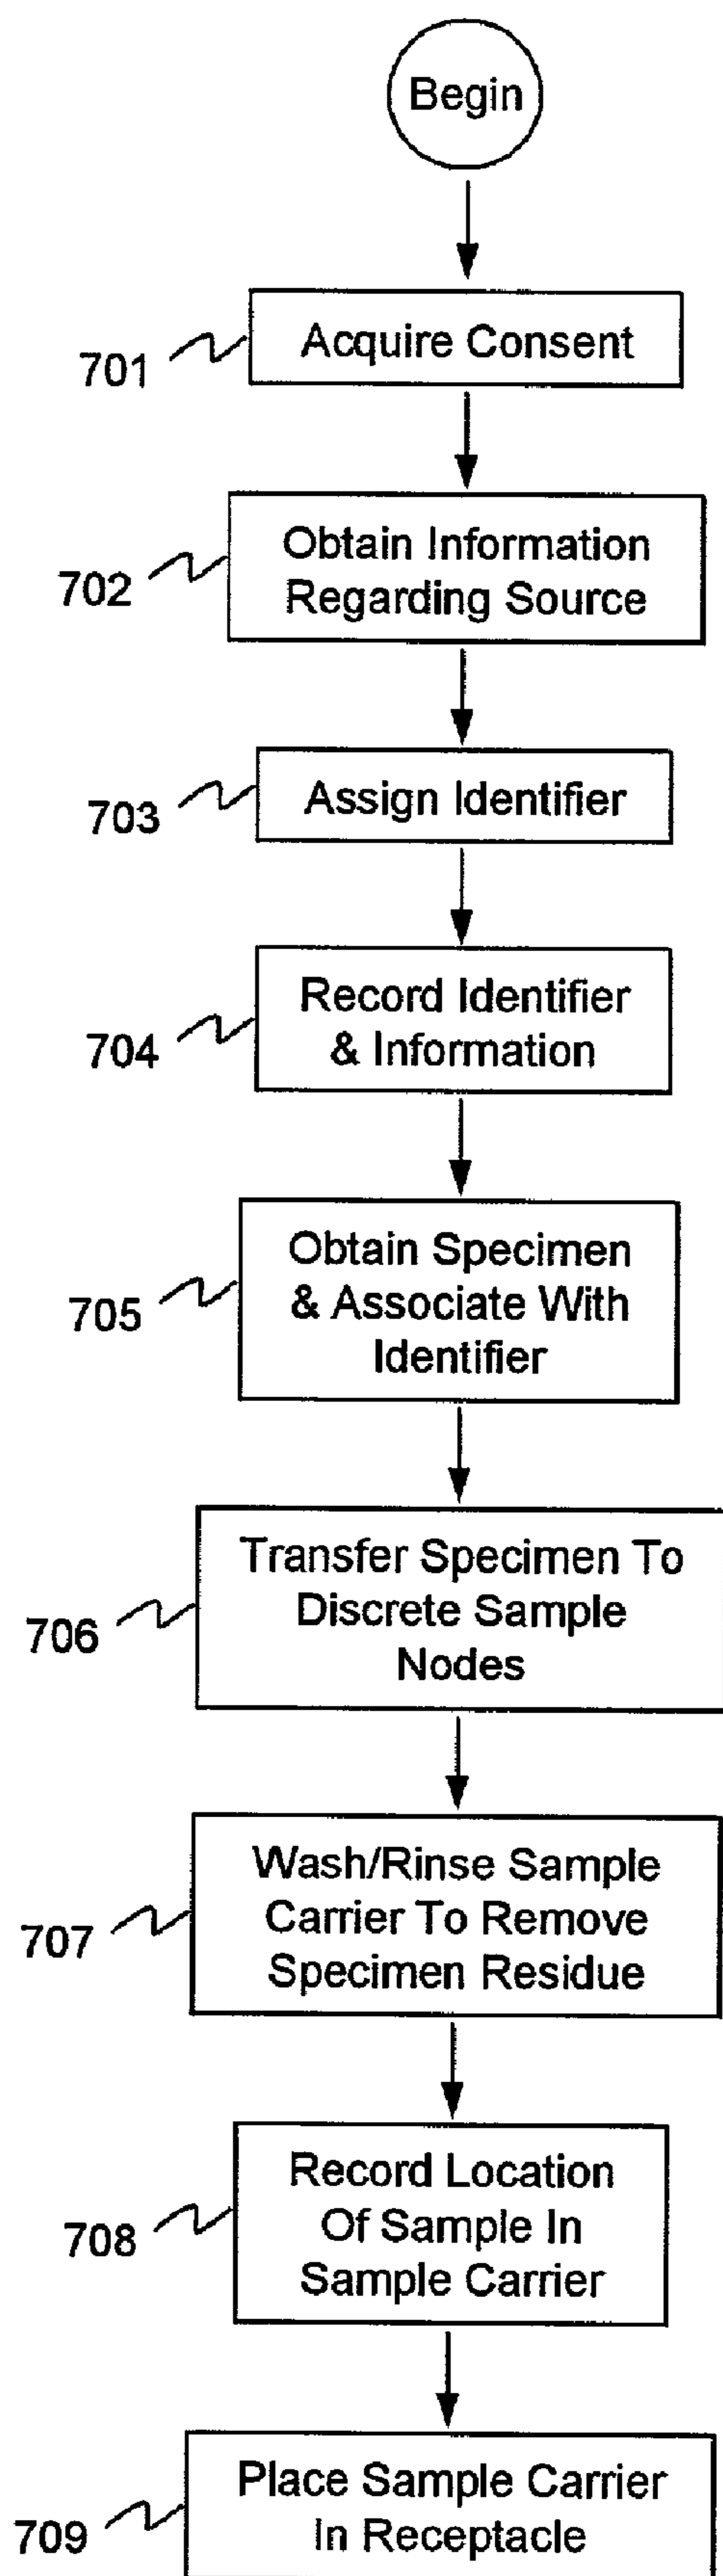 Begin
701
Acquire Consent
702
Obtain Information
Regarding Source
703
Assign Identifier
704
Record Identifier
& Information
705
Obtain Specimen
& Associate With
Identifier
706
Transfer Specimen To
Discrete Sample
Nodes
707
Wash/Rinse Sample
Carrier To Remove
Specimen Residue
708
Record Location
Of Sample In
Sample Carrier
709
Place Sample Carrier
In Receptacle